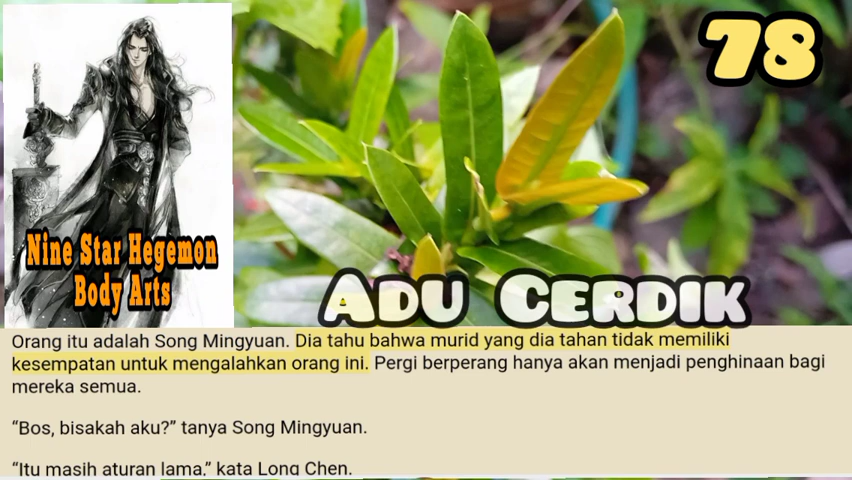 78
Nine Star Hegemon
Body Arts
Adu Cerdik
Orang itu adalah Song Mingyuan. Dia tahu bahwa murid yang dia tahan tidak memiliki
kesempatan untuk mengalahkan orang ini. Pergi berperang hanya akan menjadi penghinaan bagi
mereka semua.
“Bos, bisakah aku?” tanya Song Mingyuan.
“Itu masih aturan lama,” kata Long Chen.